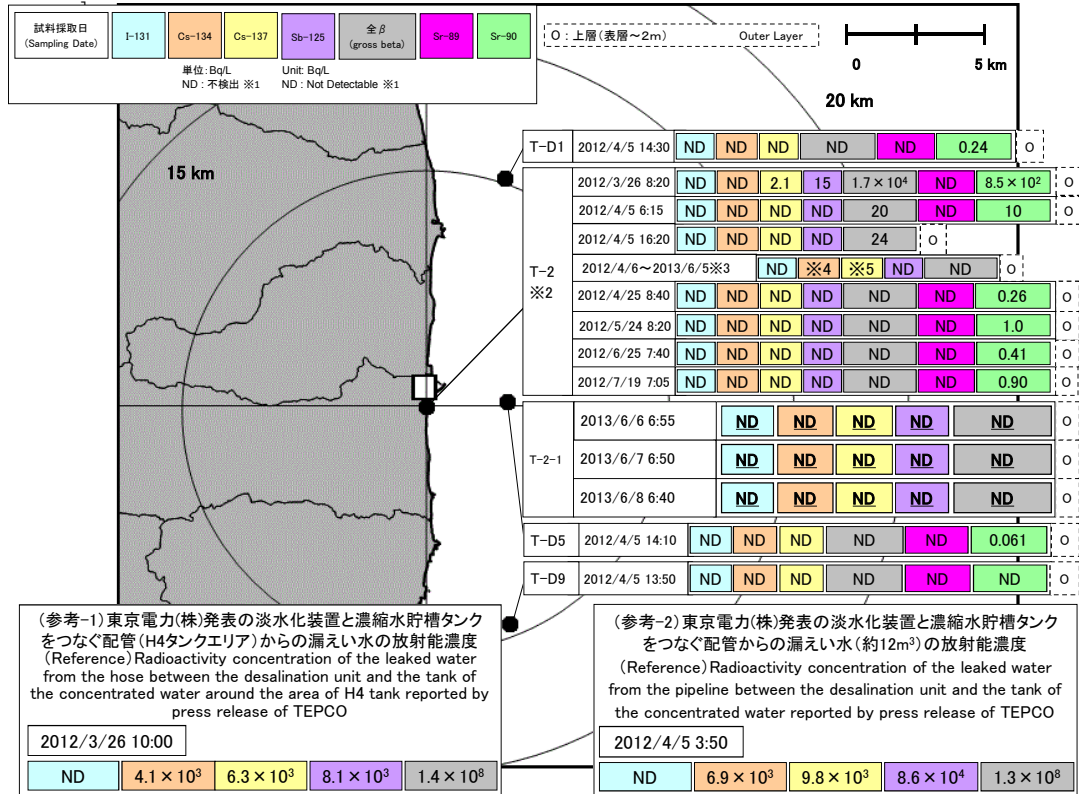 試料採取日
(Sampling Date)
I-131
Cs-134
Cs-137
Sb-125
全β
(gross beta)
Sr-89
Sr-90
単位:Bq/L Unit: Bq/L
ND : 不検出 ※1 ND : Not Detectable ※1
O : 上層(表層～2m) Outer Layer
0 5 km
20 km
15 km
T-D1 2012/4/5 14:30 ND ND ND ND ND 0.24 O
T-2
※2
2012/3/26 8:20 ND ND 2.1 15 1.7×10⁴ ND 8.5×10² O
2012/4/5 6:15 ND ND ND ND 20 ND 10 O
2012/4/5 16:20 ND ND ND ND 24 O
2012/4/6～2013/6/5※3 ND ※4 ※5 ND ND O
2012/4/25 8:40 ND ND ND ND ND ND 0.26 O
2012/5/24 8:20 ND ND ND ND ND ND 1.0 O
2012/6/25 7:40 ND ND ND ND ND ND 0.41 O
2012/7/19 7:05 ND ND ND ND ND ND 0.90 O
T-2-1
2013/6/6 6:55 ND ND ND ND ND O
2013/6/7 6:50 ND ND ND ND ND O
2013/6/8 6:40 ND ND ND ND ND O
T-D5 2012/4/5 14:10 ND ND ND ND ND 0.061 O
T-D9 2012/4/5 13:50 ND ND ND ND ND ND O
(参考-1)東京電力(株)発表の淡水化装置と濃縮水貯槽タンク
をつなぐ配管(H4タンクエリア)からの漏えい水の放射能濃度
(Reference)Radioactivity concentration of the leaked water
from the hose between the desalination unit and the tank of
the concentrated water around the area of H4 tank reported by
press release of TEPCO
2012/3/26 10:00
ND 4.1×10³ 6.3×10³ 8.1×10³ 1.4×10⁸
(参考-2)東京電力(株)発表の淡水化装置と濃縮水貯槽タンク
をつなぐ配管からの漏えい水(約12m³)の放射能濃度
(Reference)Radioactivity concentration of the leaked water
from the pipeline between the desalination unit and the tank of
the concentrated water reported by press release of TEPCO
2012/4/5 3:50
ND 6.9×10³ 9.8×10³ 8.6×10⁴ 1.3×10⁸